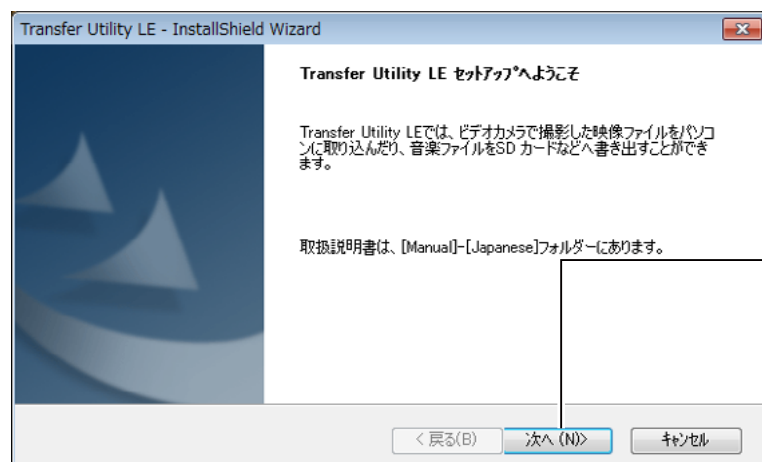 Transfer Utility LE - InstallShield Wizard
Transfer Utility LE ｾｯﾄｱｯﾌﾟへようこそ
Transfer Utility LEでは、ビデオカメラで撮影した映像ファイルをパソコ
ンに取り込んだり、音楽ファイルをSD カードなどへ書き出すことができ
ます。
取扱説明書は、[Manual]-[Japanese]フォルダーにあります。
< 戻る(B)
次へ (N)>
ｷｬﾝｾﾙ